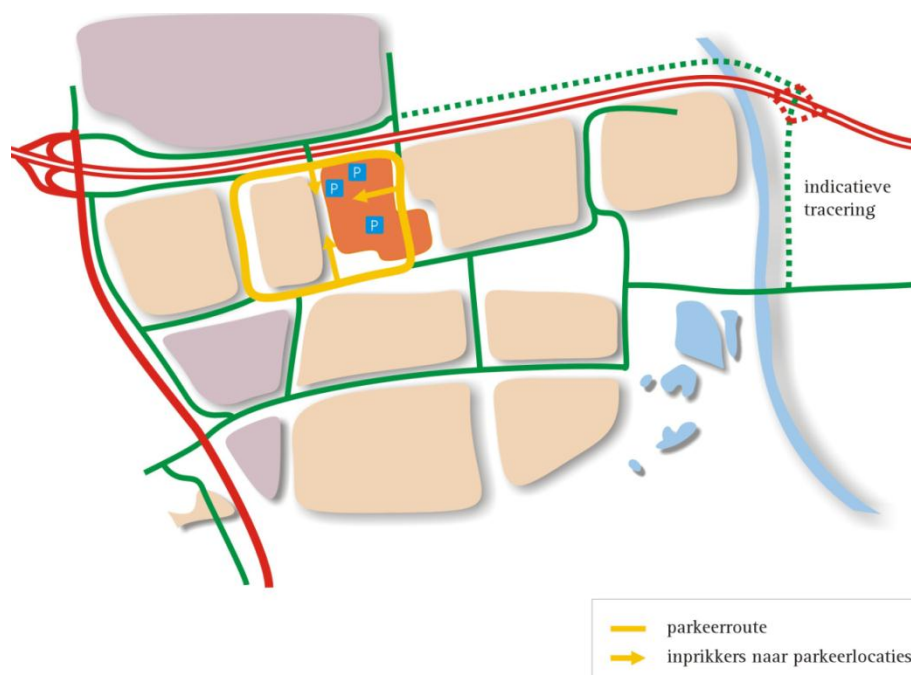 P
P
P
indicatieve
tracering
parkeerroute
inprikkers naar parkeerlocaties